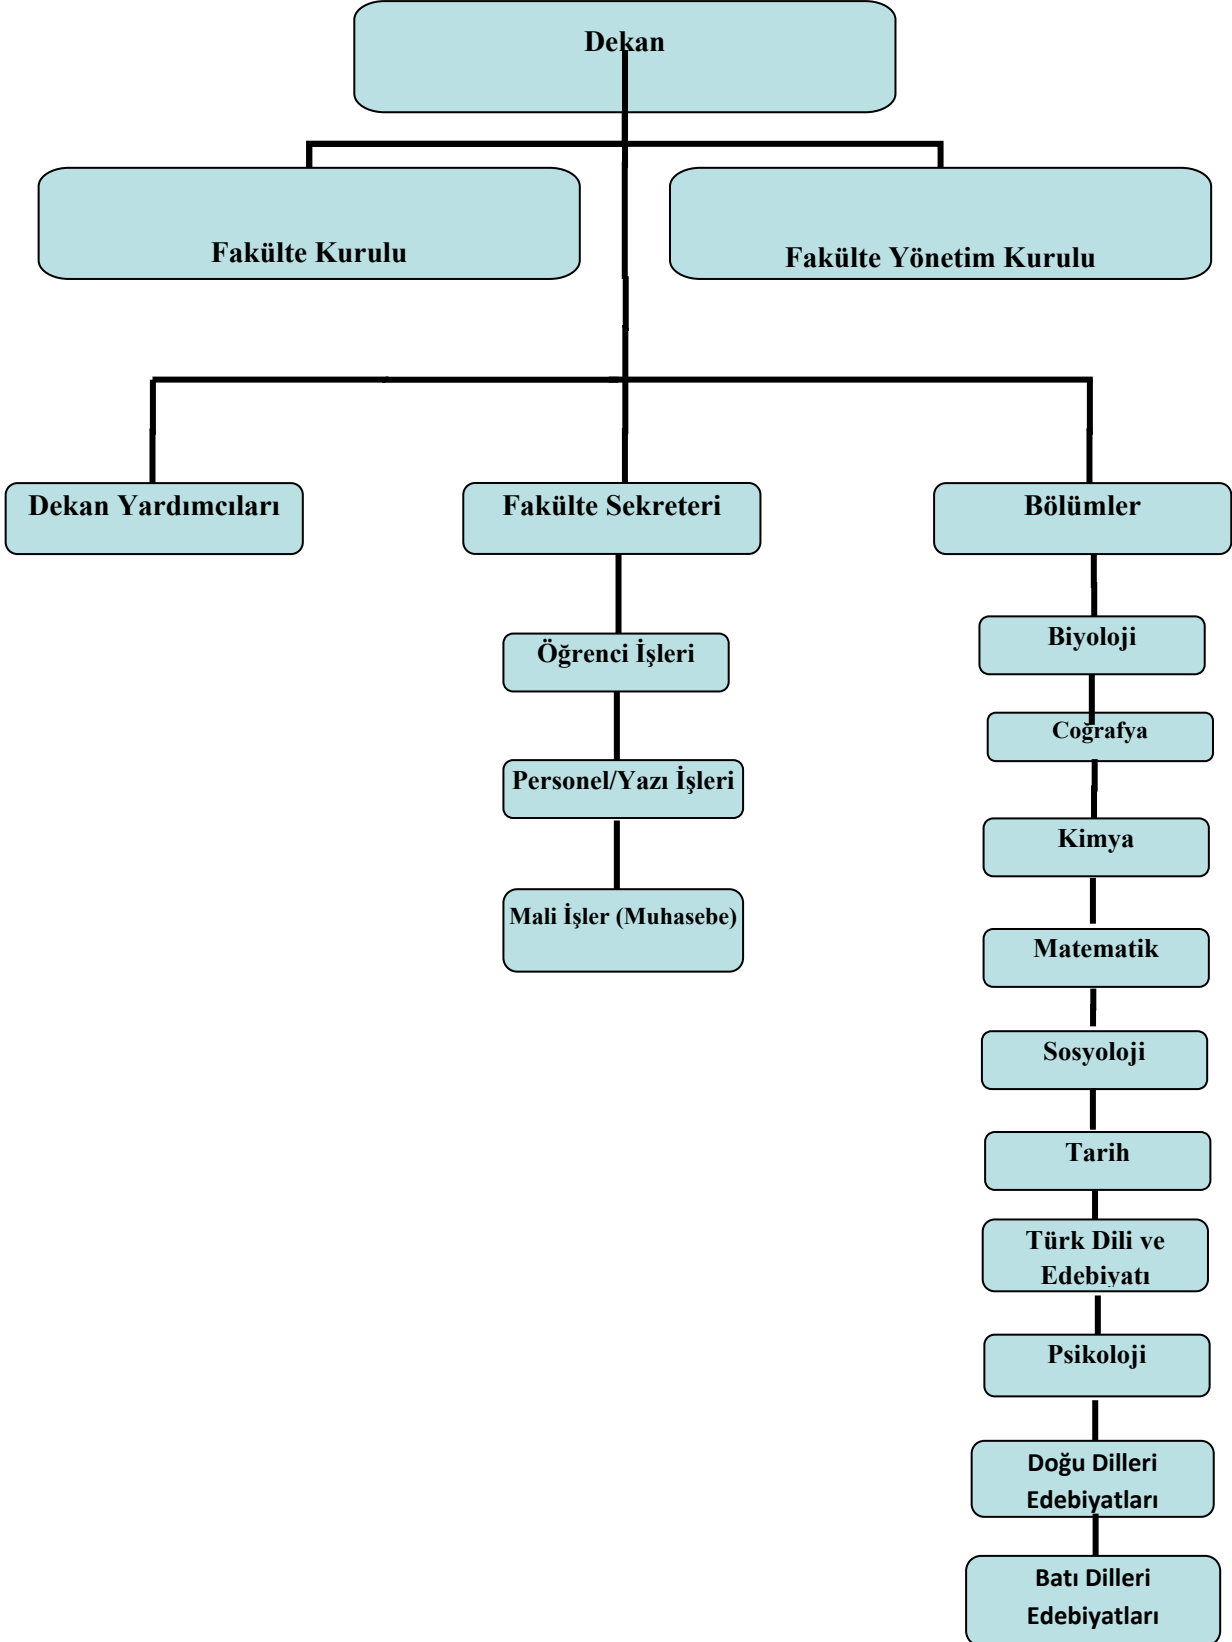 Dekan
Fakülte Kurulu
Fakülte Yönetim Kurulu
Dekan Yardımcıları
Fakülte Sekreteri
Bölümler
Öğrenci İşleri
Personel/Yazı İşleri
Mali İşler (Muhasebe)
Biyoloji
Coğrafya
Kimya
Matematik
Sosyoloji
Tarih
Türk Dili ve
Edebiyatı
Psikoloji
Doğu Dilleri
Edebiyatları
Batı Dilleri
Edebiyatları